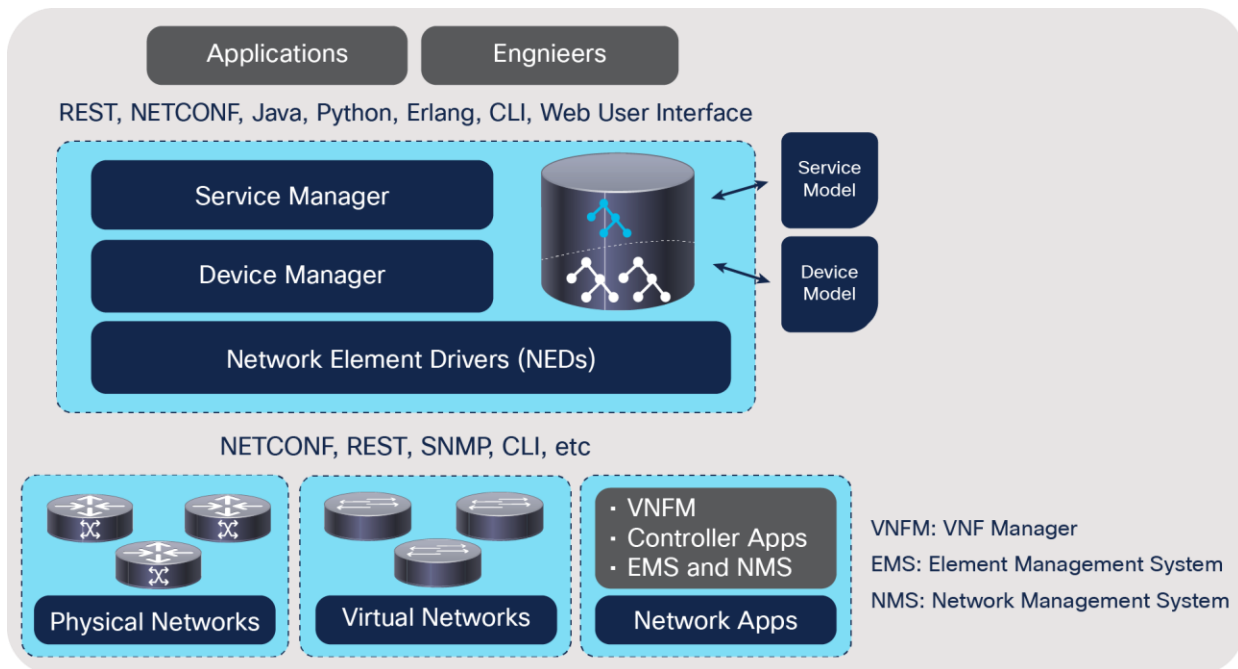 Applications
Engnieers
REST, NETCONF, Java, Python, Erlang, CLI, Web User Interface
Service Manager
Service
Model
Device Manager
Device
Model
Network Element Drivers (NEDs)
NETCONF, REST, SNMP, CLI, etc
Physical Networks
Virtual Networks
· VNFM
· Controller Apps
· EMS and NMS
Network Apps
VNFM: VNF Manager
EMS: Element Management System
NMS: Network Management System